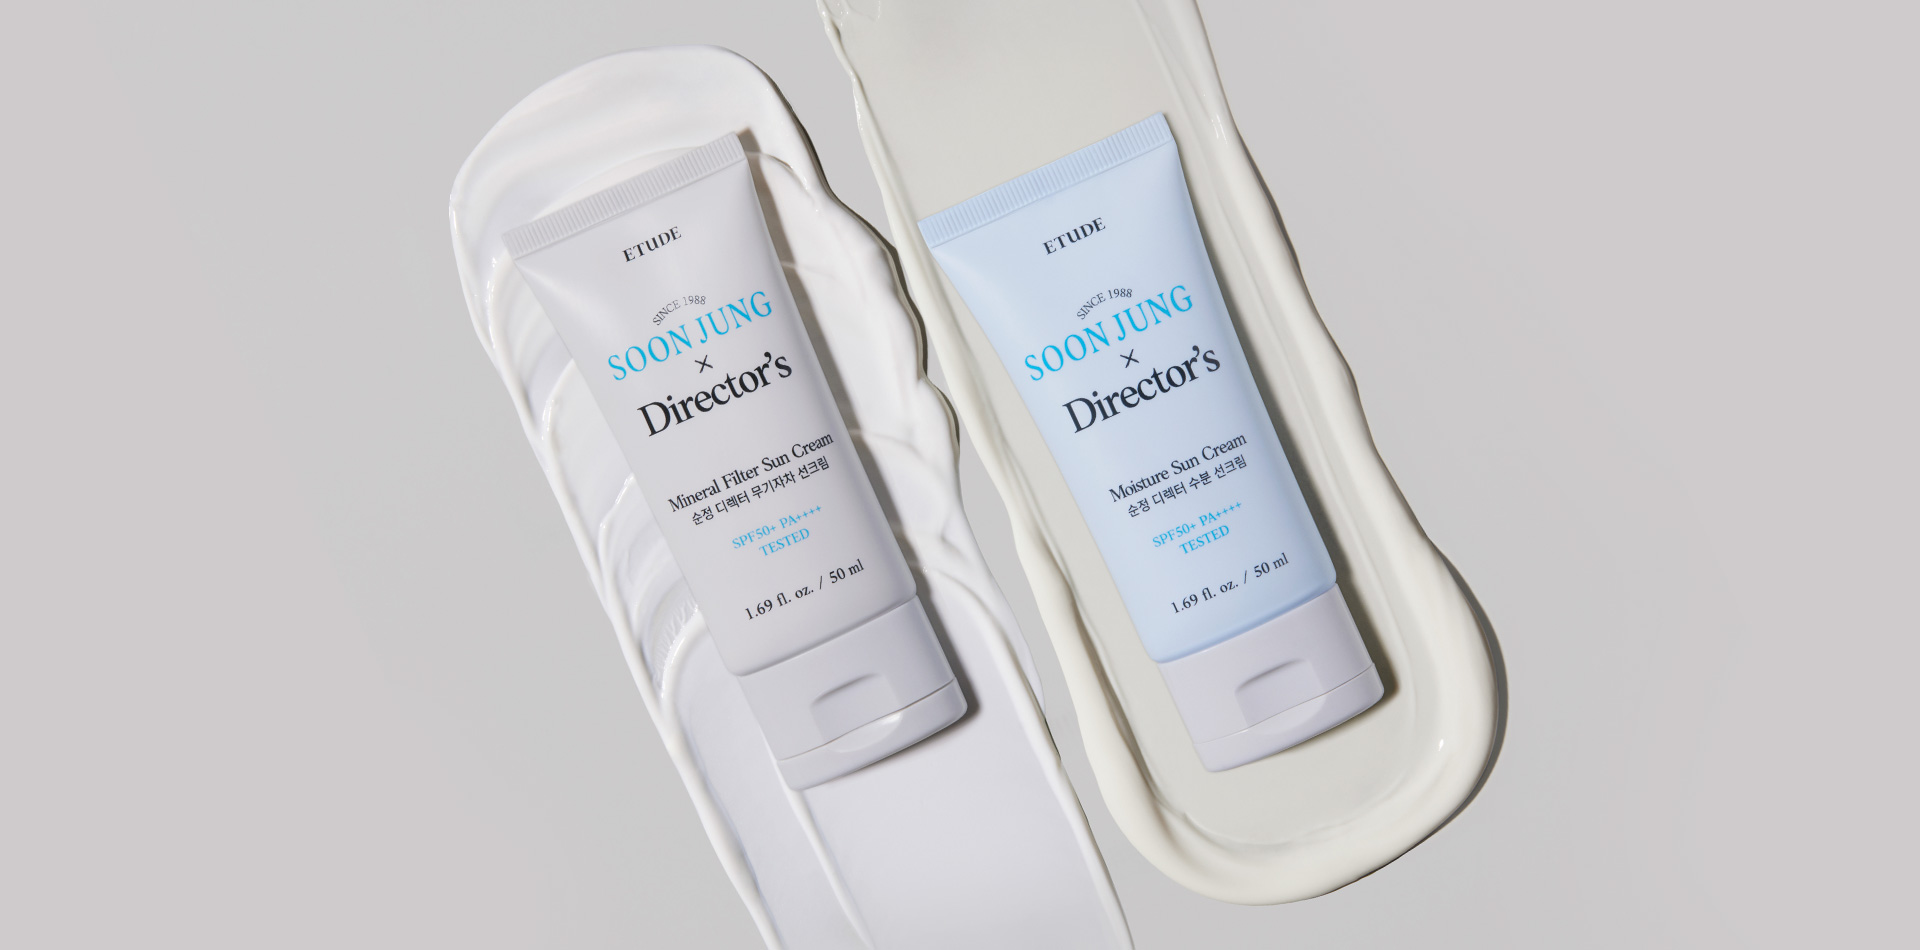 ETUDE
SINCE 1988
SOON JUNG
×
Director's
Mineral Filter Sun Cream
순정 디렉터 무기자차 선크림
SPF50+ PA++++
TESTED
1.69 fl. oz. / 50 ml
ETUDE
SINCE 1988
SOON JUNG
×
Director's
Moisture Sun Cream
순정 디렉터 수분 선크림
SPF50+ PA++++
TESTED
1.69 fl. oz. / 50 ml